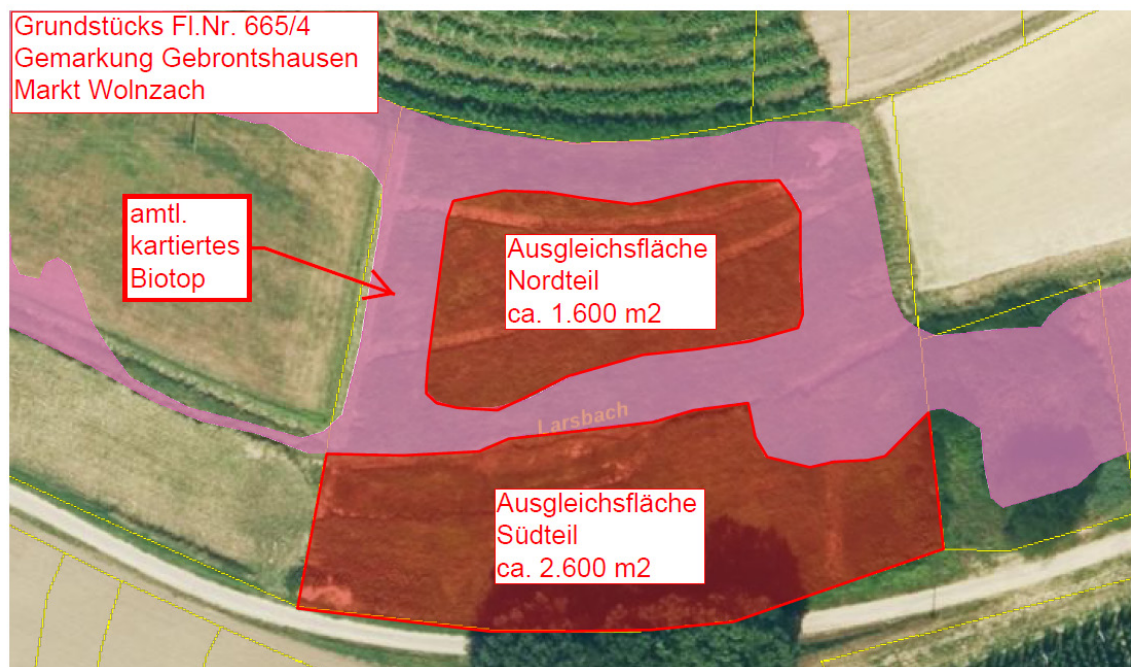 Grundstücks Fl.Nr. 665/4
Gemarkung Gebrontshausen
Markt Wolnzach
amtl.
kartiertes
Biotop
Ausgleichsfläche
Nordteil
ca. 1.600 m2
Larsbach
Ausgleichsfläche
Südteil
ca. 2.600 m2